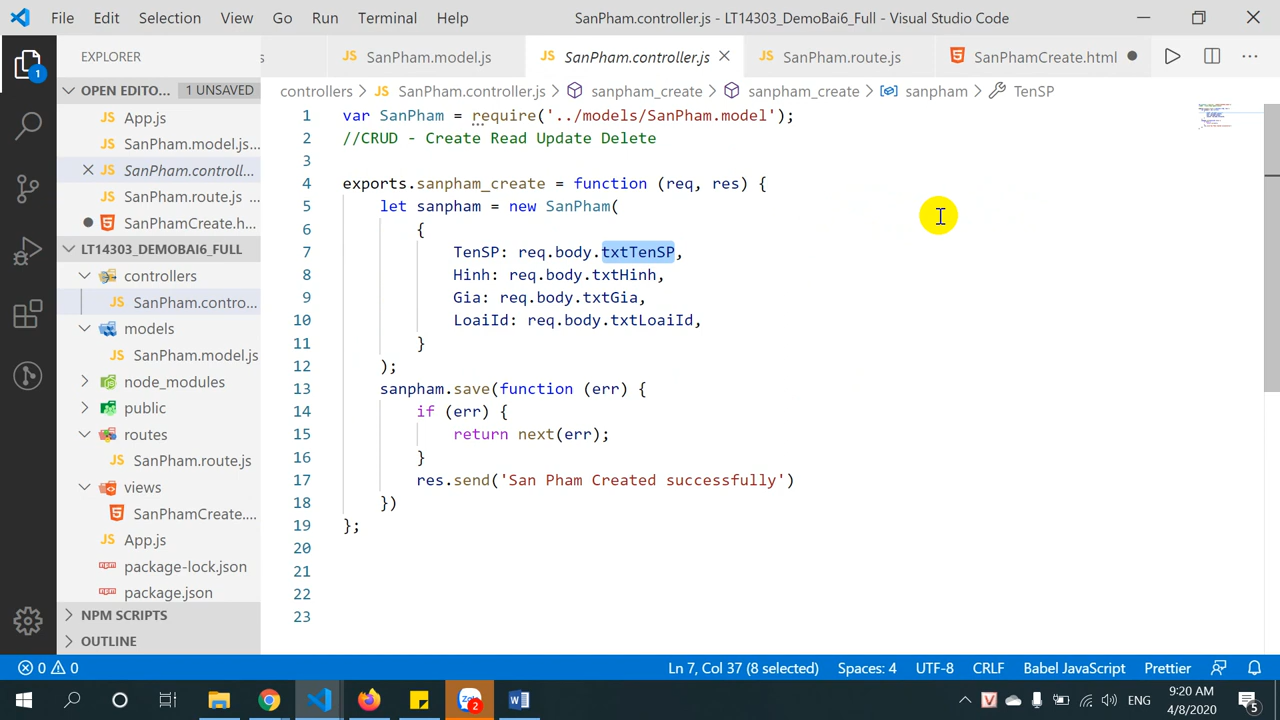 File Edit Selection View Go Run Terminal Help SanPham.controller.js - LT14303_DemoBai6_Full - Visual Studio Code
EXPLORER
SanPham.model.js SanPham.controller.js SanPham.route.js SanPhamCreate.html
OPEN EDITO... 1 UNSAVED
controllers > SanPham.controller.js > sanpham_create > sanpham_create > sanpham > TenSP
App.js
SanPham.model.js...
SanPham.controll...
SanPham.route.js ...
SanPhamCreate.h...
LT14303_DEMOBAI6_FULL
controllers
SanPham.contro...
models
SanPham.model.js
node_modules
public
routes
SanPham.route.js
views
SanPhamCreate....
App.js
package-lock.json
package.json
NPM SCRIPTS
OUTLINE
1
1 var SanPham = require('../models/SanPham.model');
2 //CRUD - Create Read Update Delete
3
4 exports.sanpham_create = function (req, res) {
5 let sanpham = new SanPham(
6 {
7 TenSP: req.body.txtTenSP,
8 Hinh: req.body.txtHinh,
9 Gia: req.body.txtGia,
10 LoaiId: req.body.txtLoaiId,
11 }
12 );
13 sanpham.save(function (err) {
14 if (err) {
15 return next(err);
16 }
17 res.send('San Pham Created successfully')
18 })
19 };
20
21
22
23
0 0 Ln 7, Col 37 (8 selected) Spaces: 4 UTF-8 CRLF Babel JavaScript Prettier
Zalo 2 W V ENG 9:20 AM
4/8/2020 5